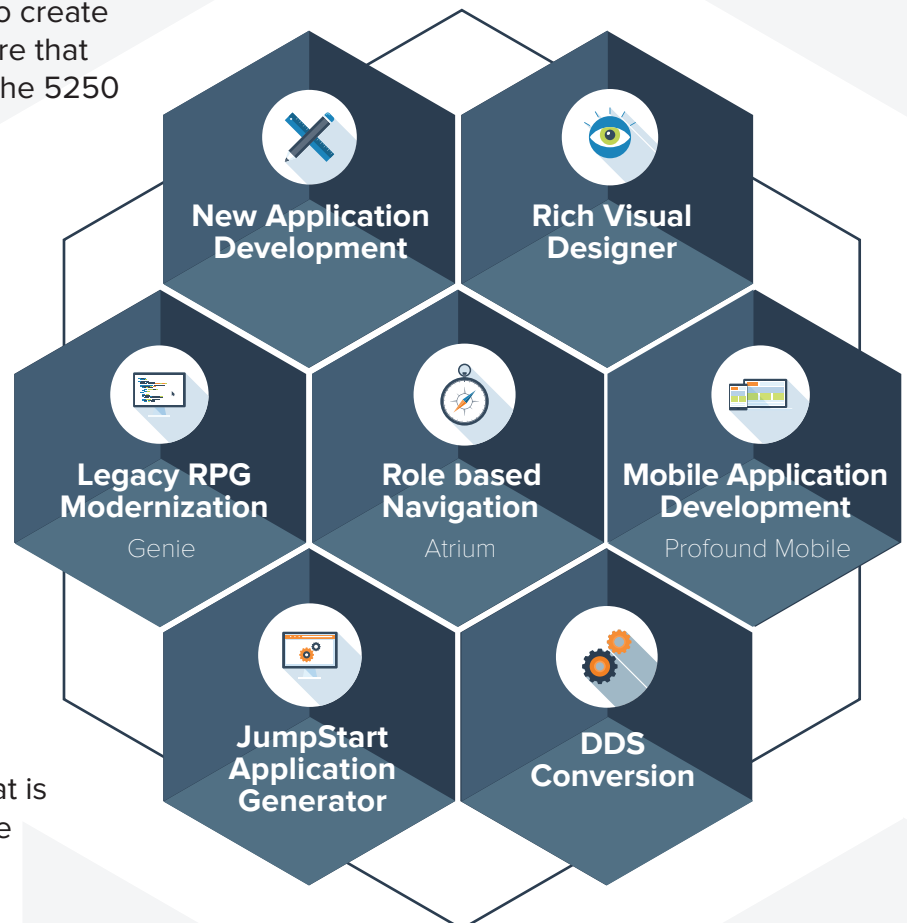 o create
re that
he 5250
New Application
Development
Rich Visual
Designer
Legacy RPG
Modernization
Genie
Role based
Navigation
Atrium
Mobile Application
Development
Profound Mobile
JumpStart
Application
Generator
DDS
Conversion
at is
e